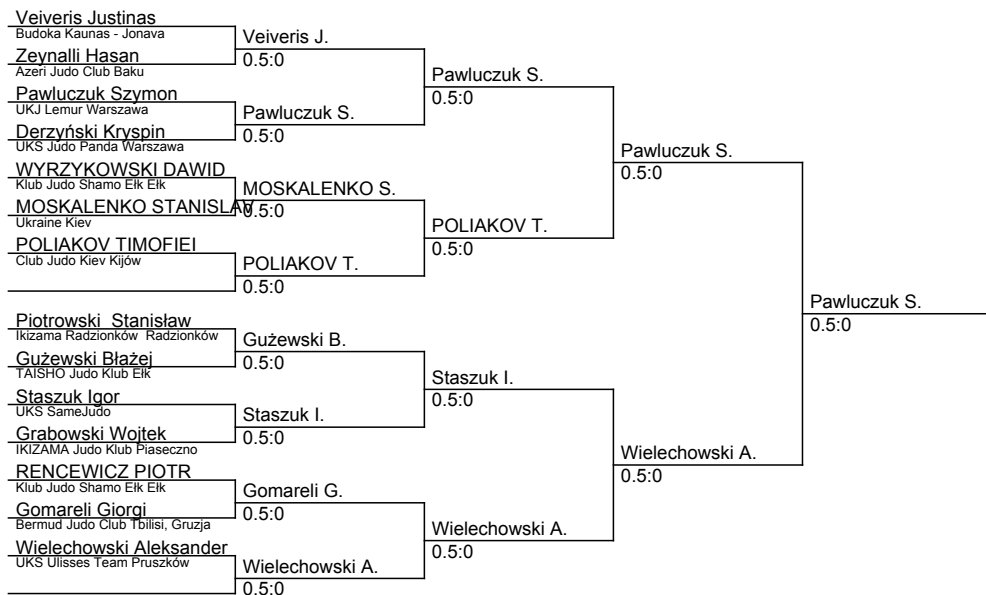 Veiveris Justinas
Budoka Kaunas - Jonava
Zeynalli Hasan
Azeri Judo Club Baku
Pawluczuk Szymon
UKJ Lemur Warszawa
Derzyński Kryspin
UKS Judo Panda Warszawa
WYRZYKOWSKI DAWID
Klub Judo Shamo Ełk Ełk
MOSKALENKO STANISLAV
Ukraine Kiev
POLIAKOV TIMOFIEI
Club Judo Kiev Kijów
Piotrowski  Stanisław
Ikizama Radzionków  Radzionków
Gużewski Błażej
TAISHO Judo Klub Ełk
Staszuk Igor
UKS SameJudo
Grabowski Wojtek
IKIZAMA Judo Klub Piaseczno
RENCEWICZ PIOTR
Klub Judo Shamo Ełk Ełk
Gomareli Giorgi
Bermud Judo Club Tbilisi, Gruzja
Wielechowski Aleksander
UKS Ulisses Team Pruszków
Veiveris J.
0.5:0
Pawluczuk S.
0.5:0
MOSKALENKO S.
0.5:0
POLIAKOV T.
0.5:0
Gużewski B.
0.5:0
Staszuk I.
0.5:0
Gomareli G.
0.5:0
Wielechowski A.
0.5:0
Pawluczuk S.
0.5:0
POLIAKOV T.
0.5:0
Staszuk I.
0.5:0
Wielechowski A.
0.5:0
Pawluczuk S.
0.5:0
Wielechowski A.
0.5:0
Pawluczuk S.
0.5:0